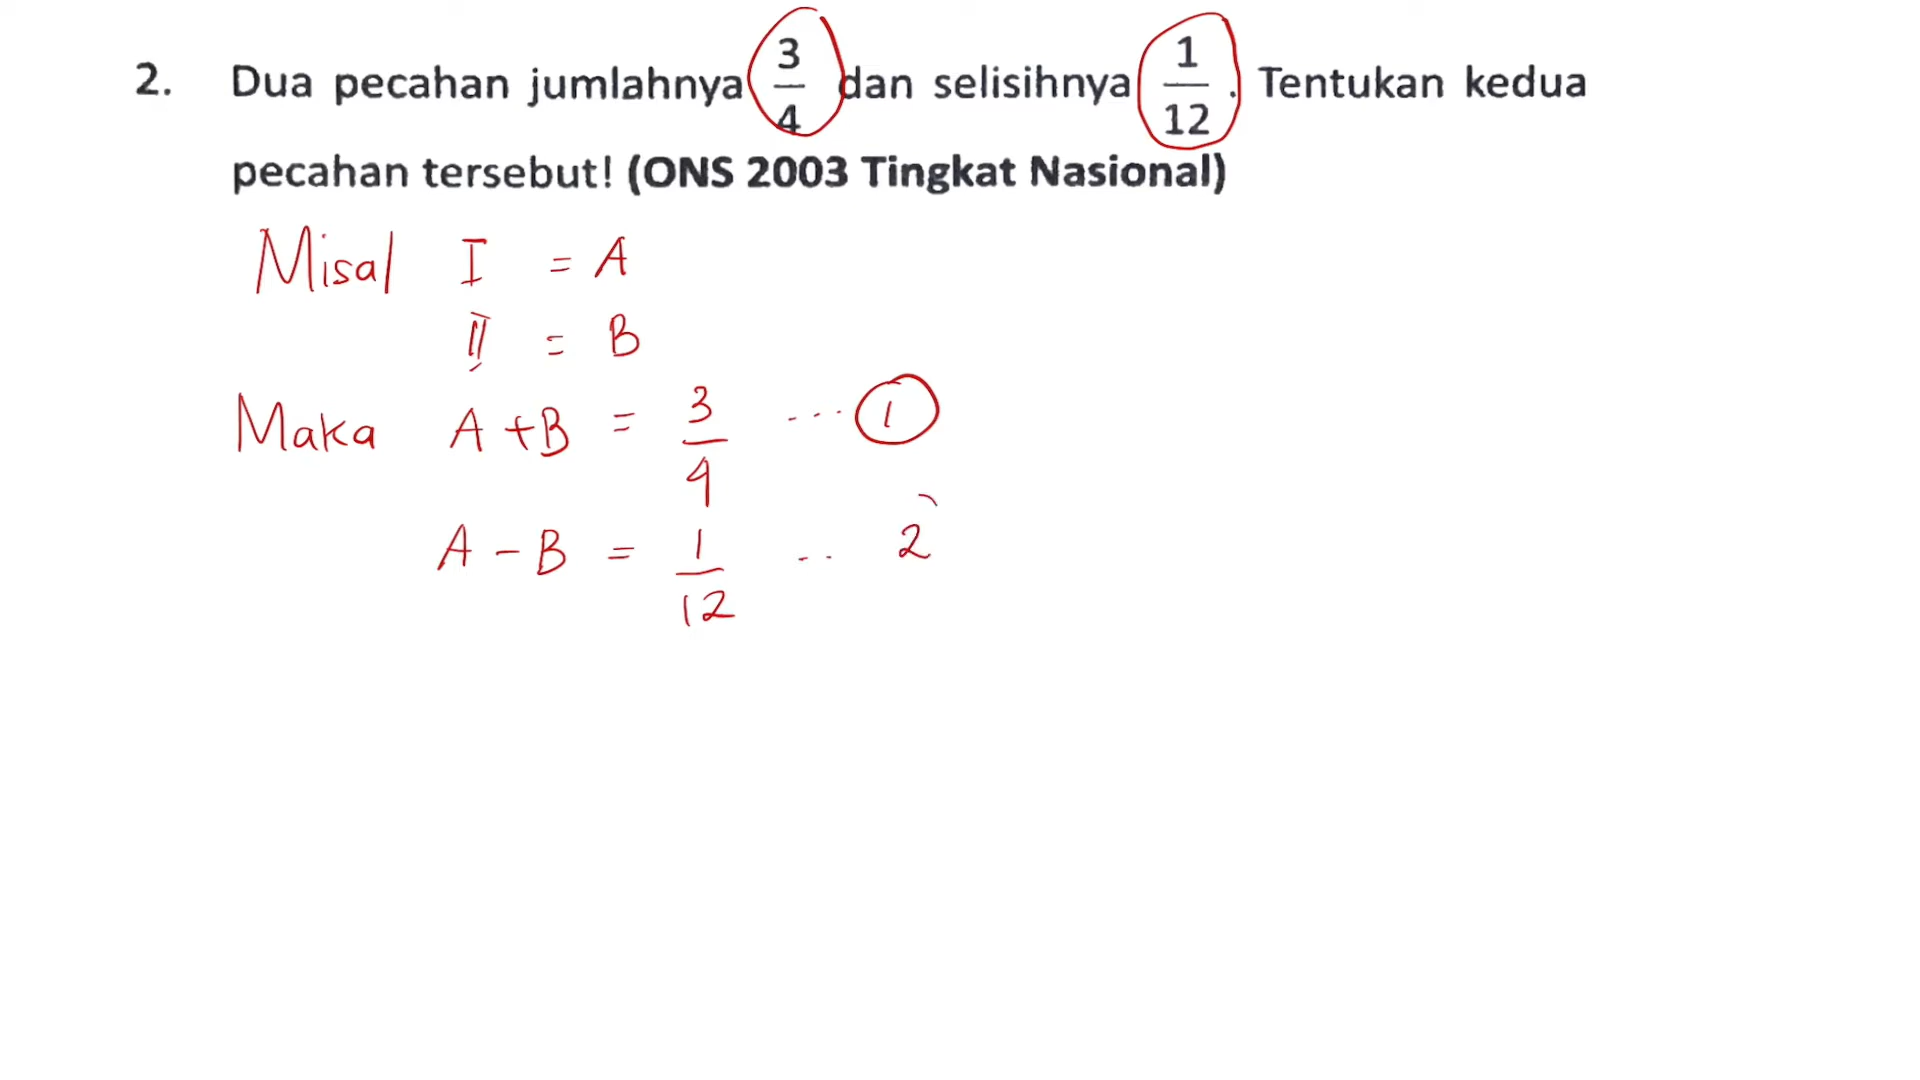 2. Dua pecahan jumlahnya 3/4 dan selisihnya 1/12. Tentukan kedua
pecahan tersebut! (ONS 2003 Tingkat Nasional)
Misal I = A
II = B
Maka A + B = 3/4 ... 1
A - B = 1/12 .. 2